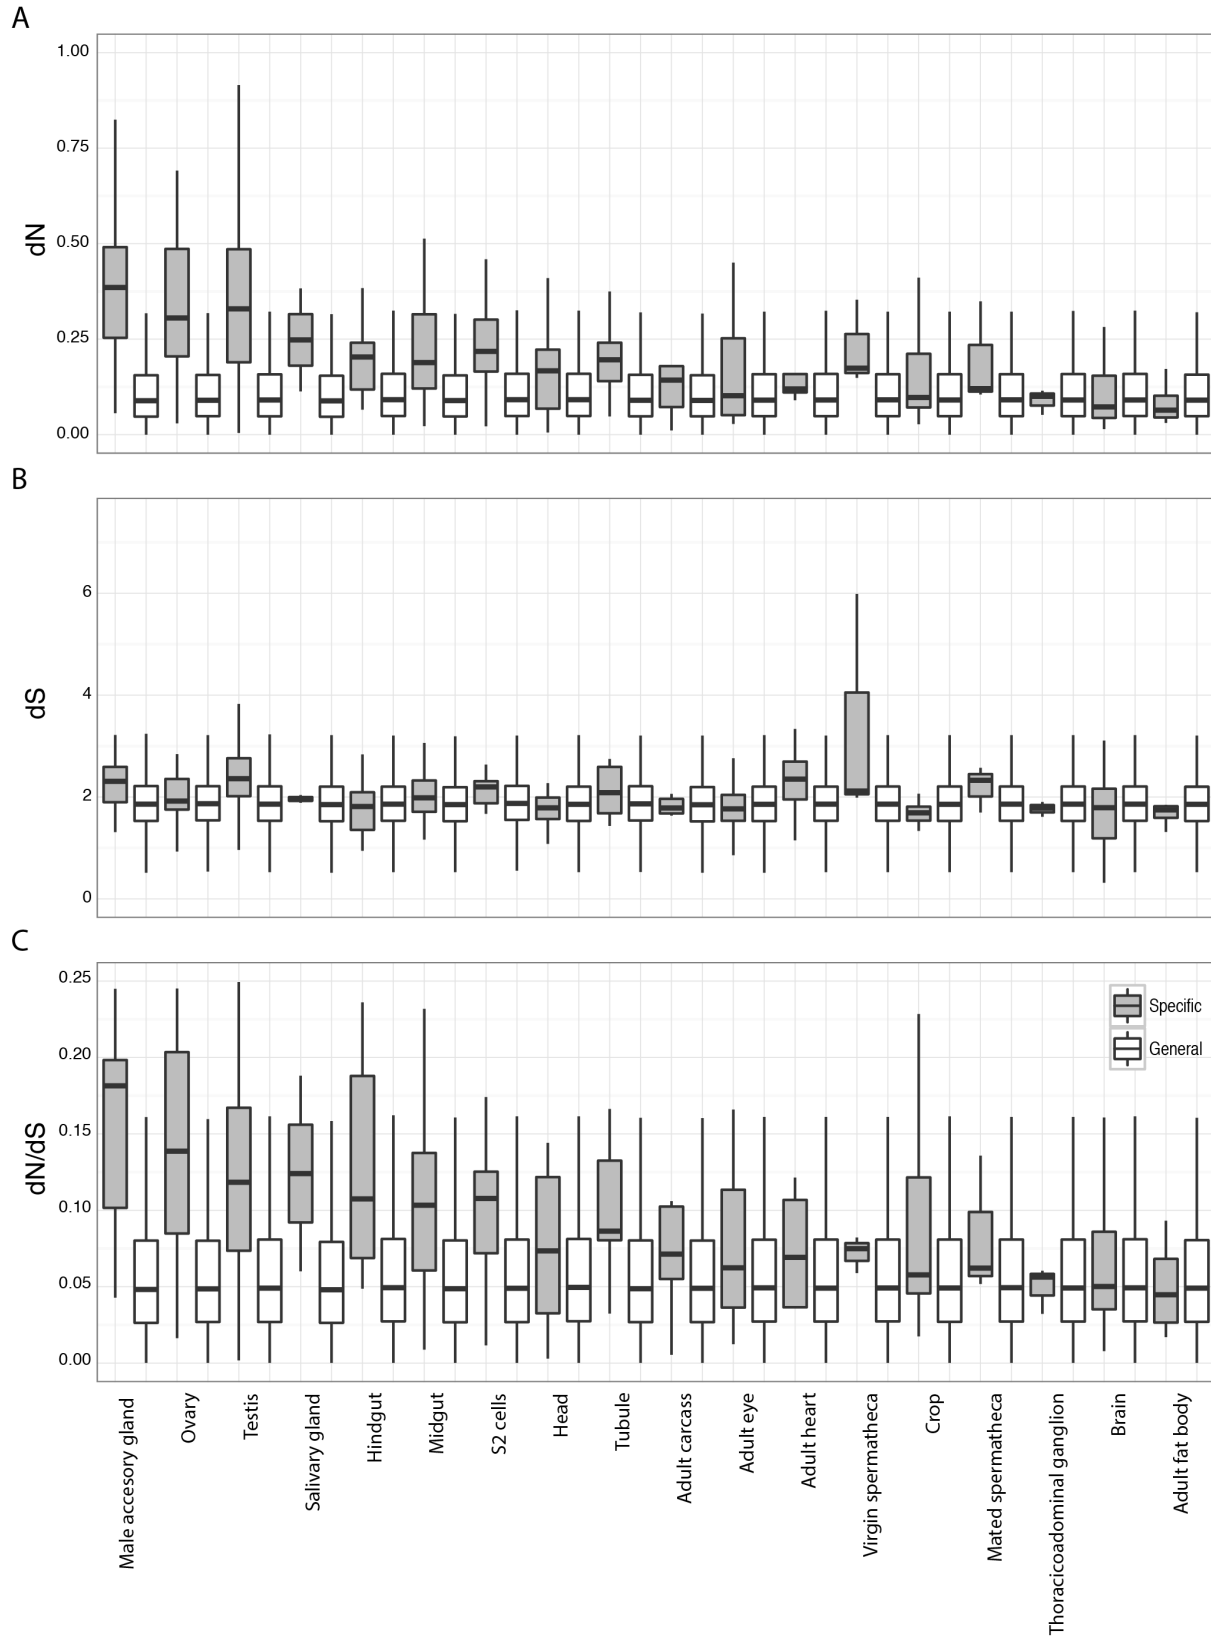 A
1.00
0.75
0.50
0.25
0.00
dN
B
6
4
2
0
dS
C
0.25
0.20
0.15
0.10
0.05
0.00
dN/dS
Specific
General
Male accesory gland
Ovary
Testis
Salivary gland
Hindgut
Midgut
S2 cells
Head
Tubule
Adult carcass
Adult eye
Adult heart
Virgin spermatheca
Crop
Mated spermatheca
Thoracicoadominal ganglion
Brain
Adult fat body